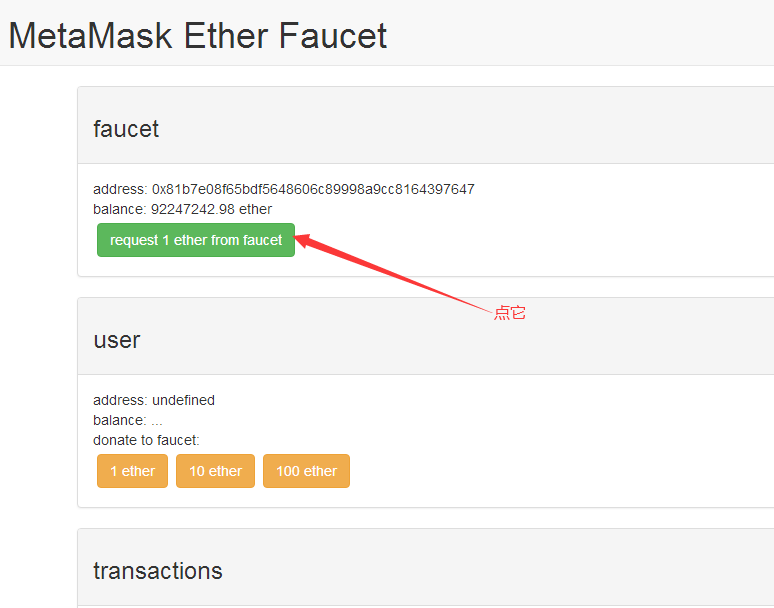 MetaMask Ether Faucet
faucet
address: 0x81b7e08f65bdf5648606c89998a9cc8164397647
balance: 92247242.98 ether
request 1 ether from faucet
点它
user
address: undefined
balance: ...
donate to faucet:
1 ether 10 ether 100 ether
transactions